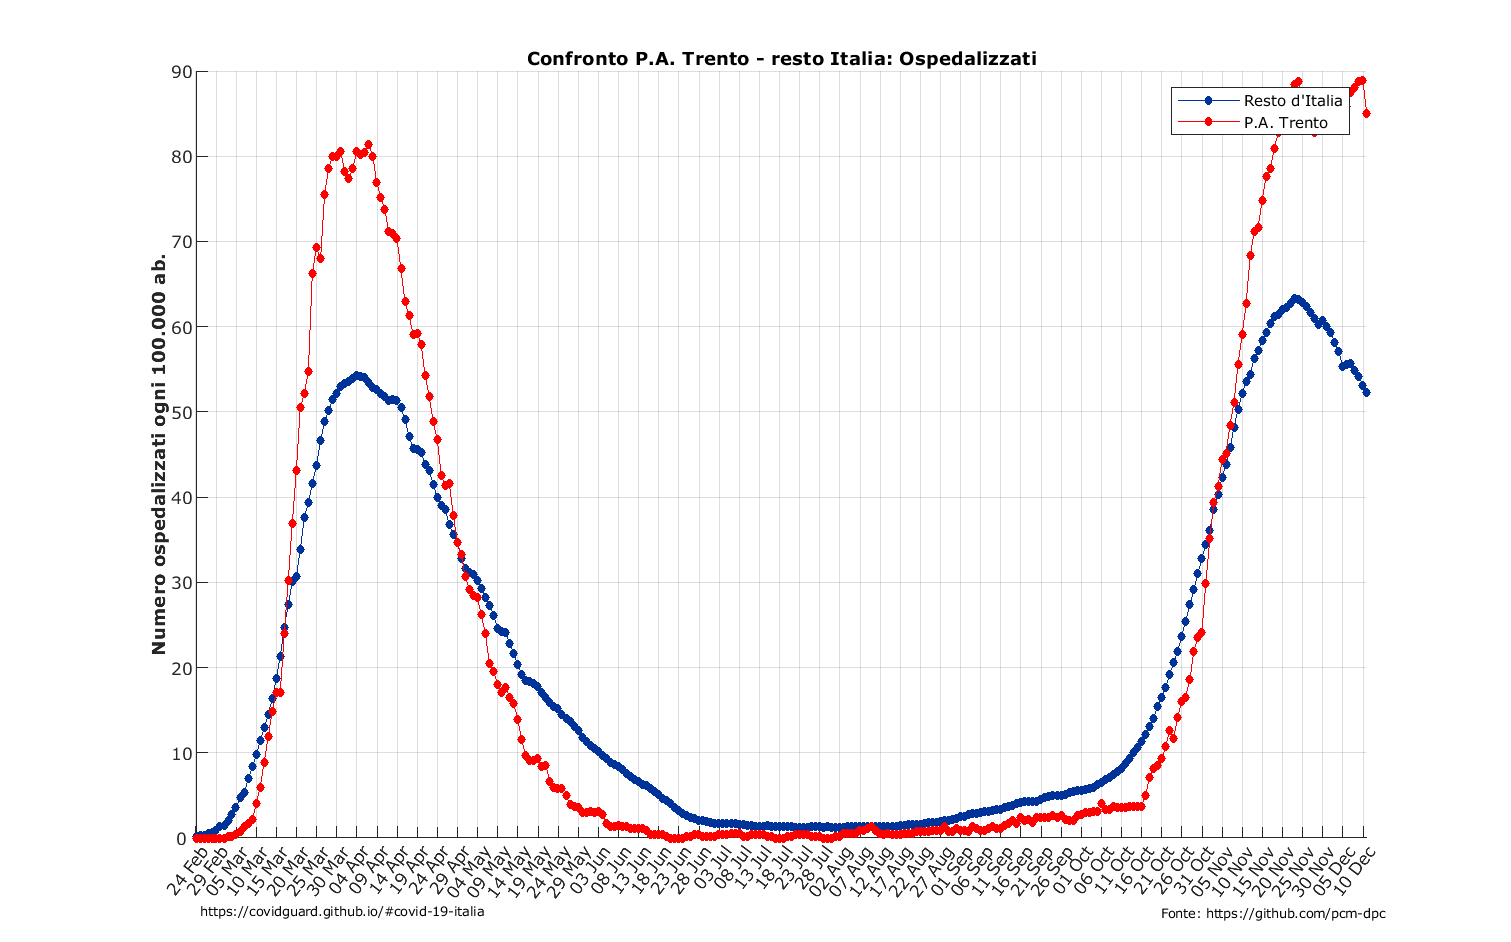 Confronto P.A. Trento - resto Italia: Ospedalizzati
Resto d'Italia
P.A. Trento
Numero ospedalizzati ogni 100.000 ab.
90
80
70
60
50
40
30
20
10
0
24 Feb
29 Feb
05 Mar
10 Mar
15 Mar
20 Mar
25 Mar
30 Mar
04 Apr
09 Apr
14 Apr
19 Apr
24 Apr
29 Apr
04 May
09 May
14 May
19 May
24 May
29 May
03 Jun
08 Jun
13 Jun
18 Jun
23 Jun
28 Jun
03 Jul
08 Jul
13 Jul
18 Jul
23 Jul
28 Jul
02 Aug
07 Aug
12 Aug
17 Aug
22 Aug
27 Aug
01 Sep
06 Sep
11 Sep
16 Sep
21 Sep
26 Sep
01 Oct
06 Oct
11 Oct
16 Oct
21 Oct
26 Oct
31 Oct
05 Nov
10 Nov
15 Nov
20 Nov
25 Nov
30 Nov
05 Dec
10 Dec
https://covidguard.github.io/#covid-19-italia
Fonte: https://github.com/pcm-dpc